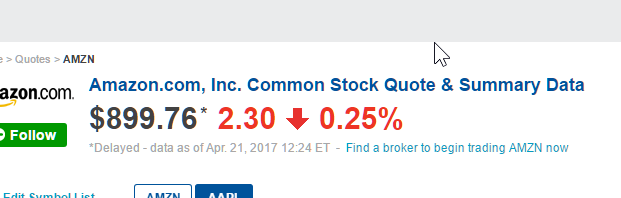 > Quotes > AMZN
Amazon.com, Inc. Common Stock Quote & Summary Data
azon.com.
$899.76* 2.30 0.25%
Follow
*Delayed - data as of Apr. 21, 2017 12:24 ET - Find a broker to begin trading AMZN now
Edit Symbol List
AMZN AAPL